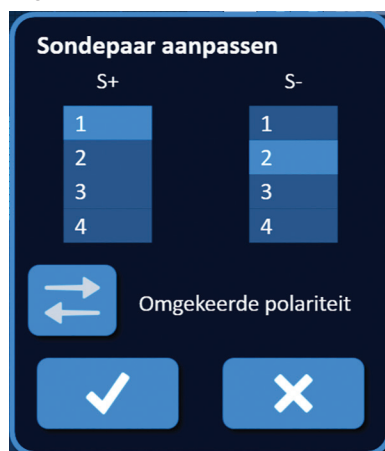 Sondepaar aanpassen
S+ S-
1 1
2 2
3 3
4 4
Omgekeerde polariteit